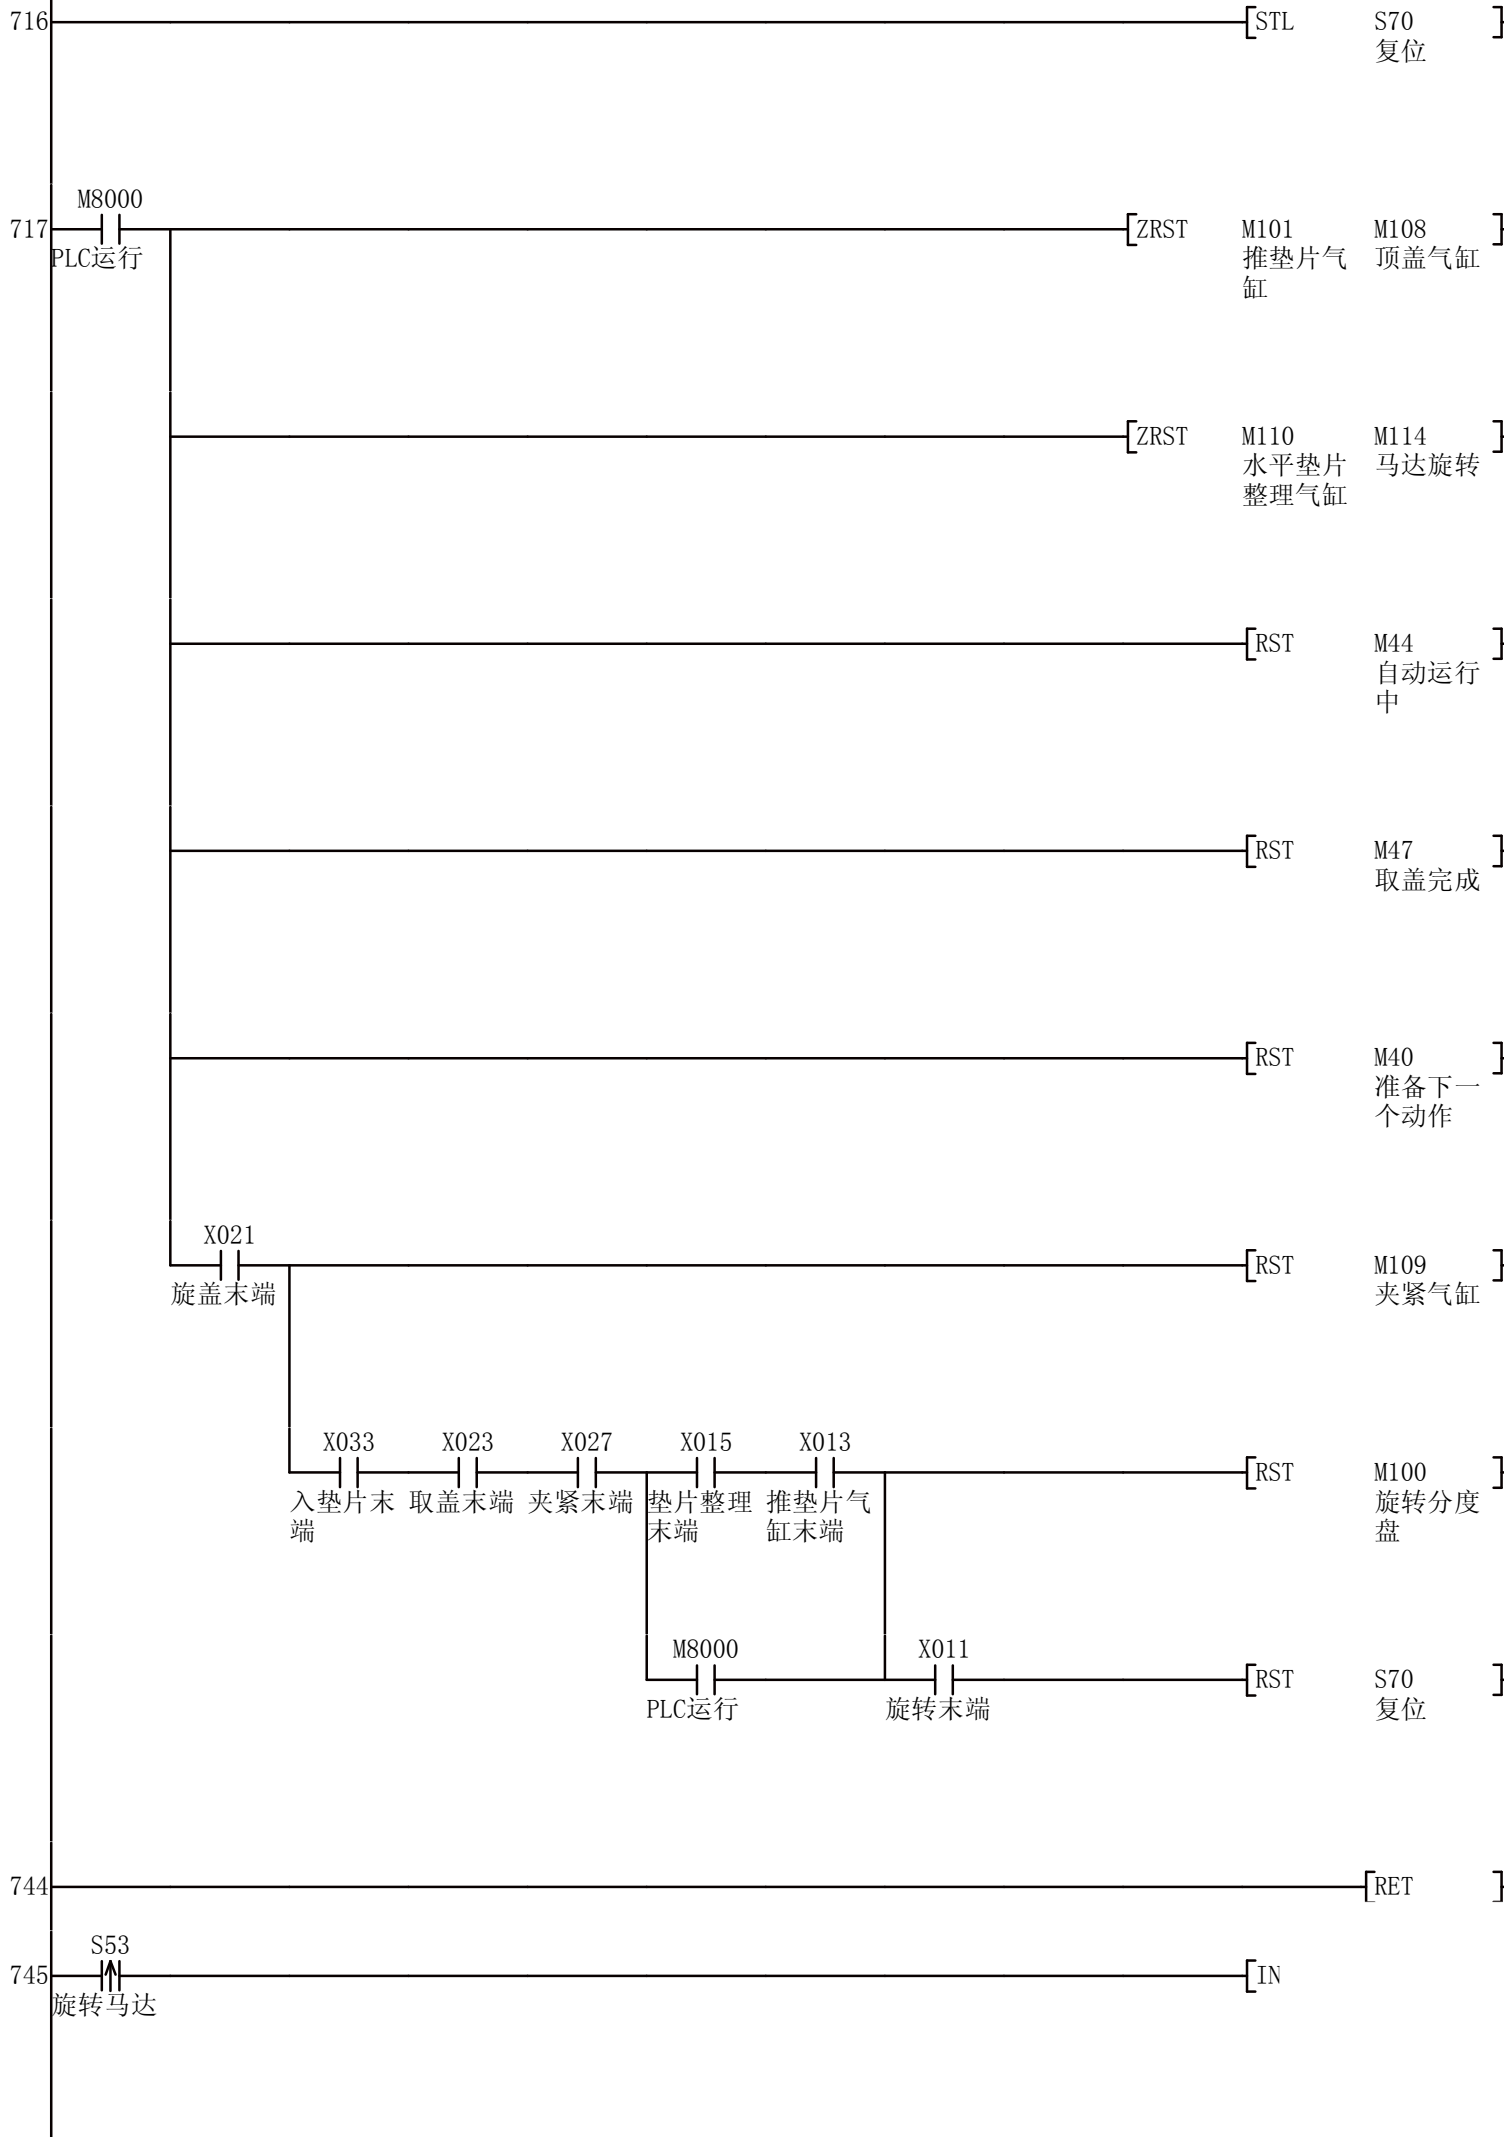 716 [STL S70 ]
复位
M8000
717 [ZRST M101 M108 ]
PLC运行 推垫片气 顶盖气缸
缸
[ZRST M110 M114 ]
水平垫片 马达旋转
整理气缸
[RST M44 ]
自动运行
中
[RST M47 ]
取盖完成
[RST M40 ]
准备下一
个动作
X021
[RST M109 ]
旋盖末端 夹紧气缸
X033 X023 X027 X015 X013
[RST M100 ]
入垫片末 取盖末端 夹紧末端 垫片整理 推垫片气 旋转分度
端 末端 缸末端 盘
M8000 X011
[RST S70 ]
PLC运行 旋转末端 复位
744 [RET ]
S53
745 [IN
旋转马达